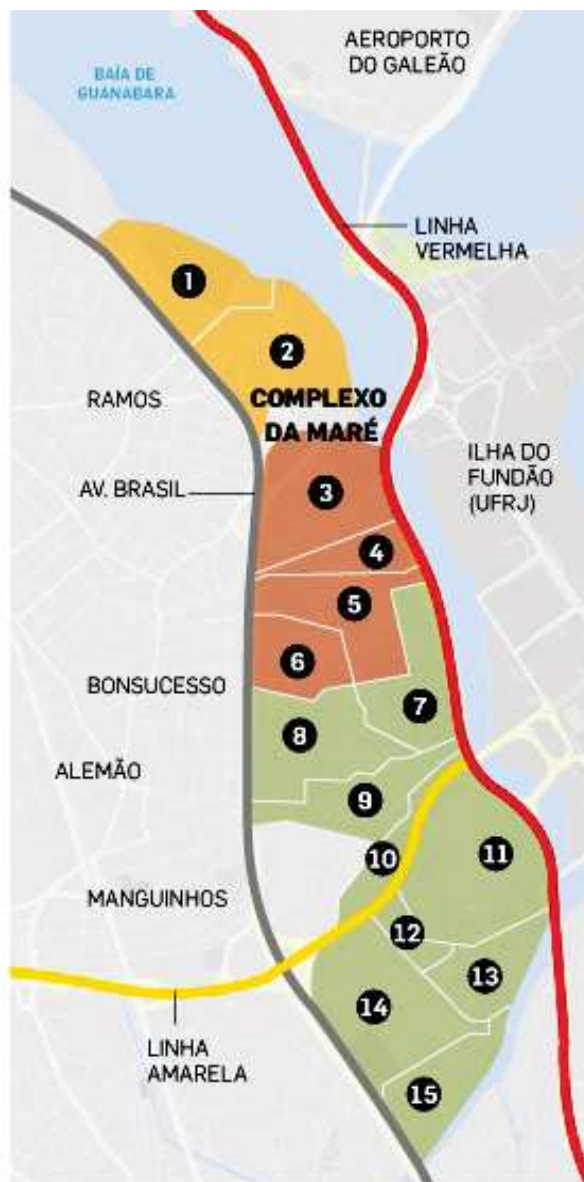 AEROPORTO
DO GALEÃO
BAÍA DE
GUANABARA
LINHA
VERMELHA
1
2
RAMOS
COMPLEXO
DA MARÉ
ILHA DO
FUNDÃO
(UFRJ)
AV. BRASIL
3
4
5
6
BONSUCESSO
7
8
ALEMÃO
9
10
11
MANGUINHOS
12
13
14
LINHA
AMARELA
15